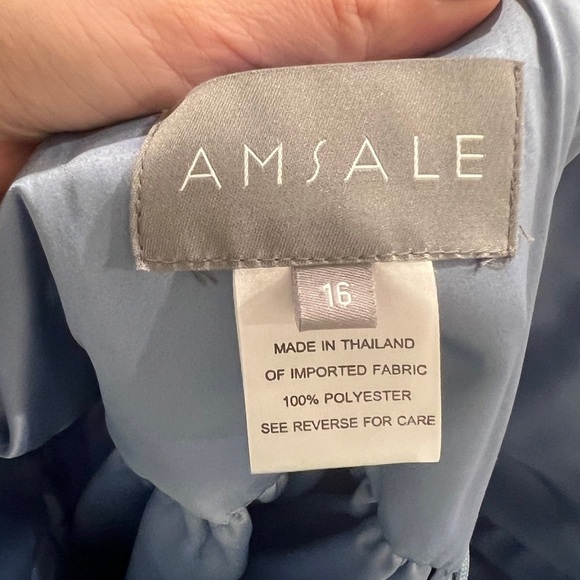 AMSALE
16
MADE IN THAILAND
OF IMPORTED FABRIC
100% POLYESTER
SEE REVERSE FOR CARE